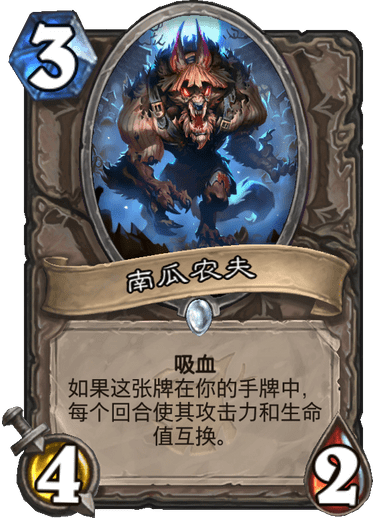 3
南瓜农夫
吸血
如果这张牌在你的手牌中，
每个回合使其攻击力和生命
值互换。
4
2